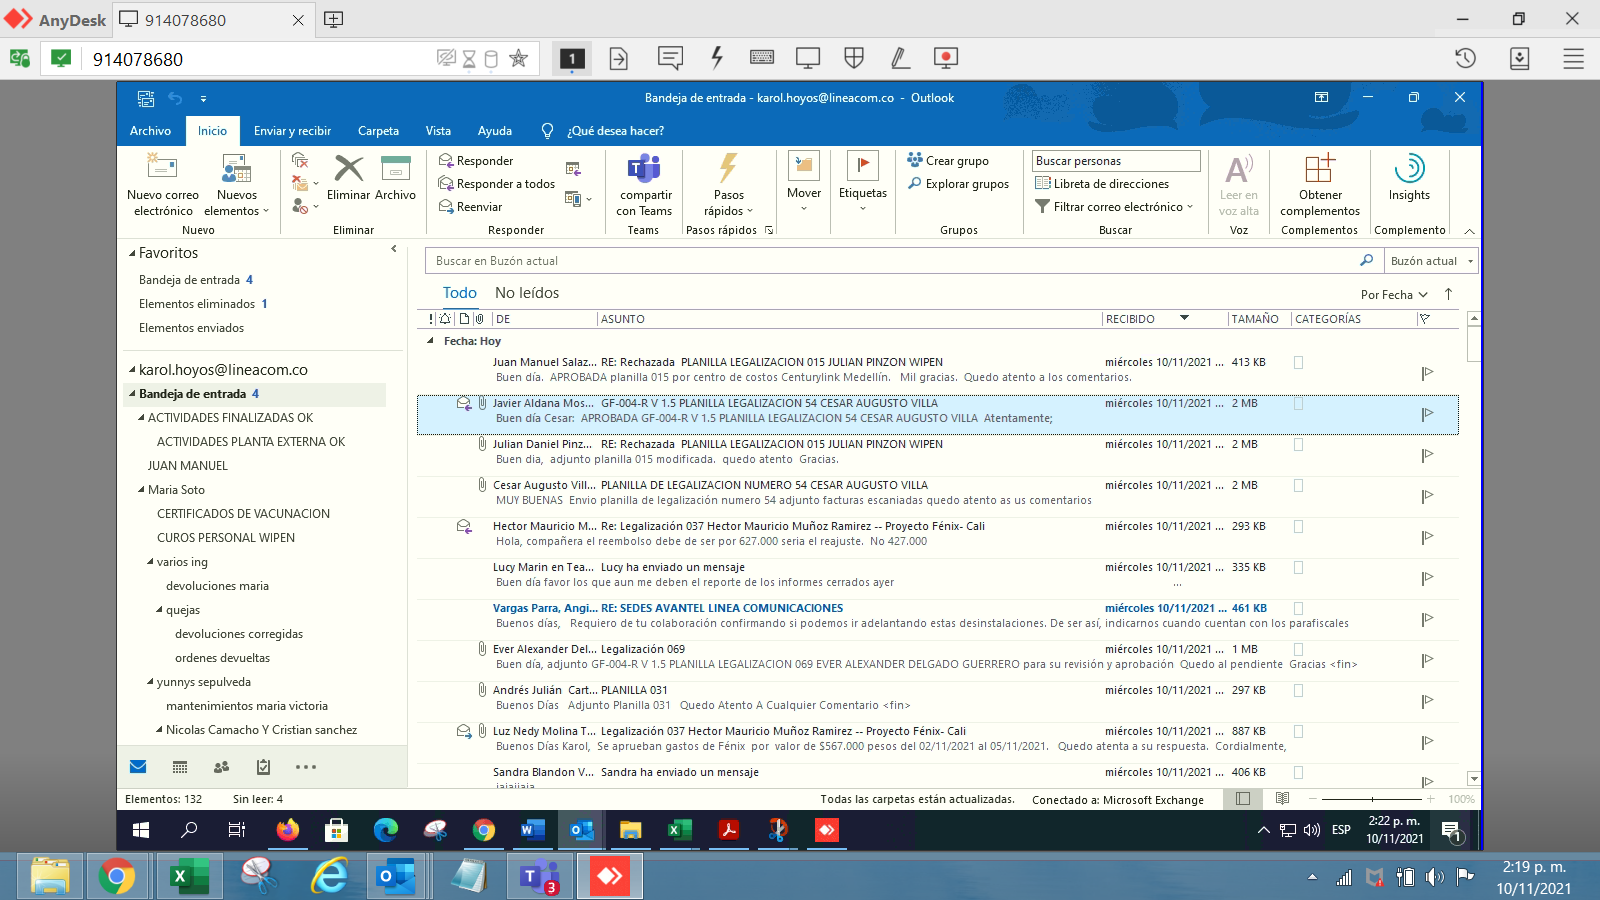 AnyDesk 914078680
914078680
1
Bandeja de entrada - karol.hoyos@lineacom.co - Outlook
Archivo Inicio Enviar y recibir Carpeta Vista Ayuda ¿Qué desea hacer?
Nuevo correo electrónico
Nuevos elementos
Nuevo
Eliminar Archivo
Eliminar
Responder
Responder a todos
Reenviar
Responder
compartir con Teams
Teams
Pasos rápidos
Pasos rápidos
Mover
Etiquetas
Crear grupo
Explorar grupos
Grupos
Buscar personas
Libreta de direcciones
Filtrar correo electrónico
Buscar
Leer en voz alta
Voz
Obtener complementos
Complementos
Insights
Complemento
Favoritos
Bandeja de entrada 4
Elementos eliminados 1
Elementos enviados
karol.hoyos@lineacom.co
Bandeja de entrada 4
ACTIVIDADES FINALIZADAS OK
ACTIVIDADES PLANTA EXTERNA OK
JUAN MANUEL
Maria Soto
CERTIFICADOS DE VACUNACION
CUROS PERSONAL WIPEN
varios ing
devoluciones maria
quejas
devoluciones corregidas
ordenes devueltas
yunnys sepulveda
mantenimientos maria victoria
Nicolas Camacho Y Cristian sanchez
Buscar en Buzón actual Buzón actual
Todo No leídos Por Fecha
! DE ASUNTO RECIBIDO TAMAÑO CATEGORÍAS
Fecha: Hoy
Juan Manuel Salaz... RE: Rechazada PLANILLA LEGALIZACION 015 JULIAN PINZON WIPEN miércoles 10/11/2021 ... 413 KB
Buen día. APROBADA planilla 015 por centro de costos Centurylink Medellín. Mil gracias. Quedo atento a los comentarios.
Javier Aldana Mos... GF-004-R V 1.5 PLANILLA LEGALIZACION 54 CESAR AUGUSTO VILLA miércoles 10/11/2021 ... 2 MB
Buen día Cesar: APROBADA GF-004-R V 1.5 PLANILLA LEGALIZACION 54 CESAR AUGUSTO VILLA Atentamente;
Julian Daniel Pinz... RE: Rechazada PLANILLA LEGALIZACION 015 JULIAN PINZON WIPEN miércoles 10/11/2021 ... 2 MB
Buen dia, adjunto planilla 015 modificada. quedo atento Gracias.
Cesar Augusto Vill... PLANILLA DE LEGALIZACION NUMERO 54 CESAR AUGUSTO VILLA miércoles 10/11/2021 ... 2 MB
MUY BUENAS Envio planilla de legalización numero 54 adjunto facturas escaniadas quedo atento as us comentarios
Hector Mauricio M... Re: Legalización 037 Hector Mauricio Muñoz Ramirez -- Proyecto Fénix- Cali miércoles 10/11/2021 ... 293 KB
Hola, compañera el reembolso debe de ser por 627.000 seria el reajuste. No 427.000
Lucy Marin en Tea... Lucy ha enviado un mensaje miércoles 10/11/2021 ... 335 KB
Buen día favor los que aun me deben el reporte de los informes cerrados ayer ...
Vargas Parra, Angi... RE: SEDES AVANTEL LINEA COMUNICACIONES miércoles 10/11/2021 ... 461 KB
Buenos días, Requiero de tu colaboración confirmando si podemos ir adelantando estas desinstalaciones. De ser así, indicarnos cuando cuentan con los parafiscales
Ever Alexander Del... Legalización 069 miércoles 10/11/2021 ... 1 MB
Buen día, adjunto GF-004-R V 1.5 PLANILLA LEGALIZACION 069 EVER ALEXANDER DELGADO GUERRERO para su revisión y aprobación Quedo al pendiente Gracias <fin>
Andrés Julián Cart... PLANILLA 031 miércoles 10/11/2021 ... 297 KB
Buenos Días Adjunto Planilla 031 Quedo Atento A Cualquier Comentario <fin>
Luz Nedy Molina T... Legalización 037 Hector Mauricio Muñoz Ramirez -- Proyecto Fénix- Cali miércoles 10/11/2021 ... 887 KB
Buenos Días Karol, Se aprueban gastos de Fénix por valor de $567.000 pesos del 02/11/2021 al 05/11/2021. Quedo atenta a su respuesta. Cordialmente,
Sandra Blandon V... Sandra ha enviado un mensaje miércoles 10/11/2021 ... 406 KB
jajajjaja
Elementos: 132 Sin leer: 4 Todas las carpetas están actualizadas. Conectado a: Microsoft Exchange 100%
ESP 2:22 p. m.
10/11/2021 1
3
2:19 p. m.
10/11/2021